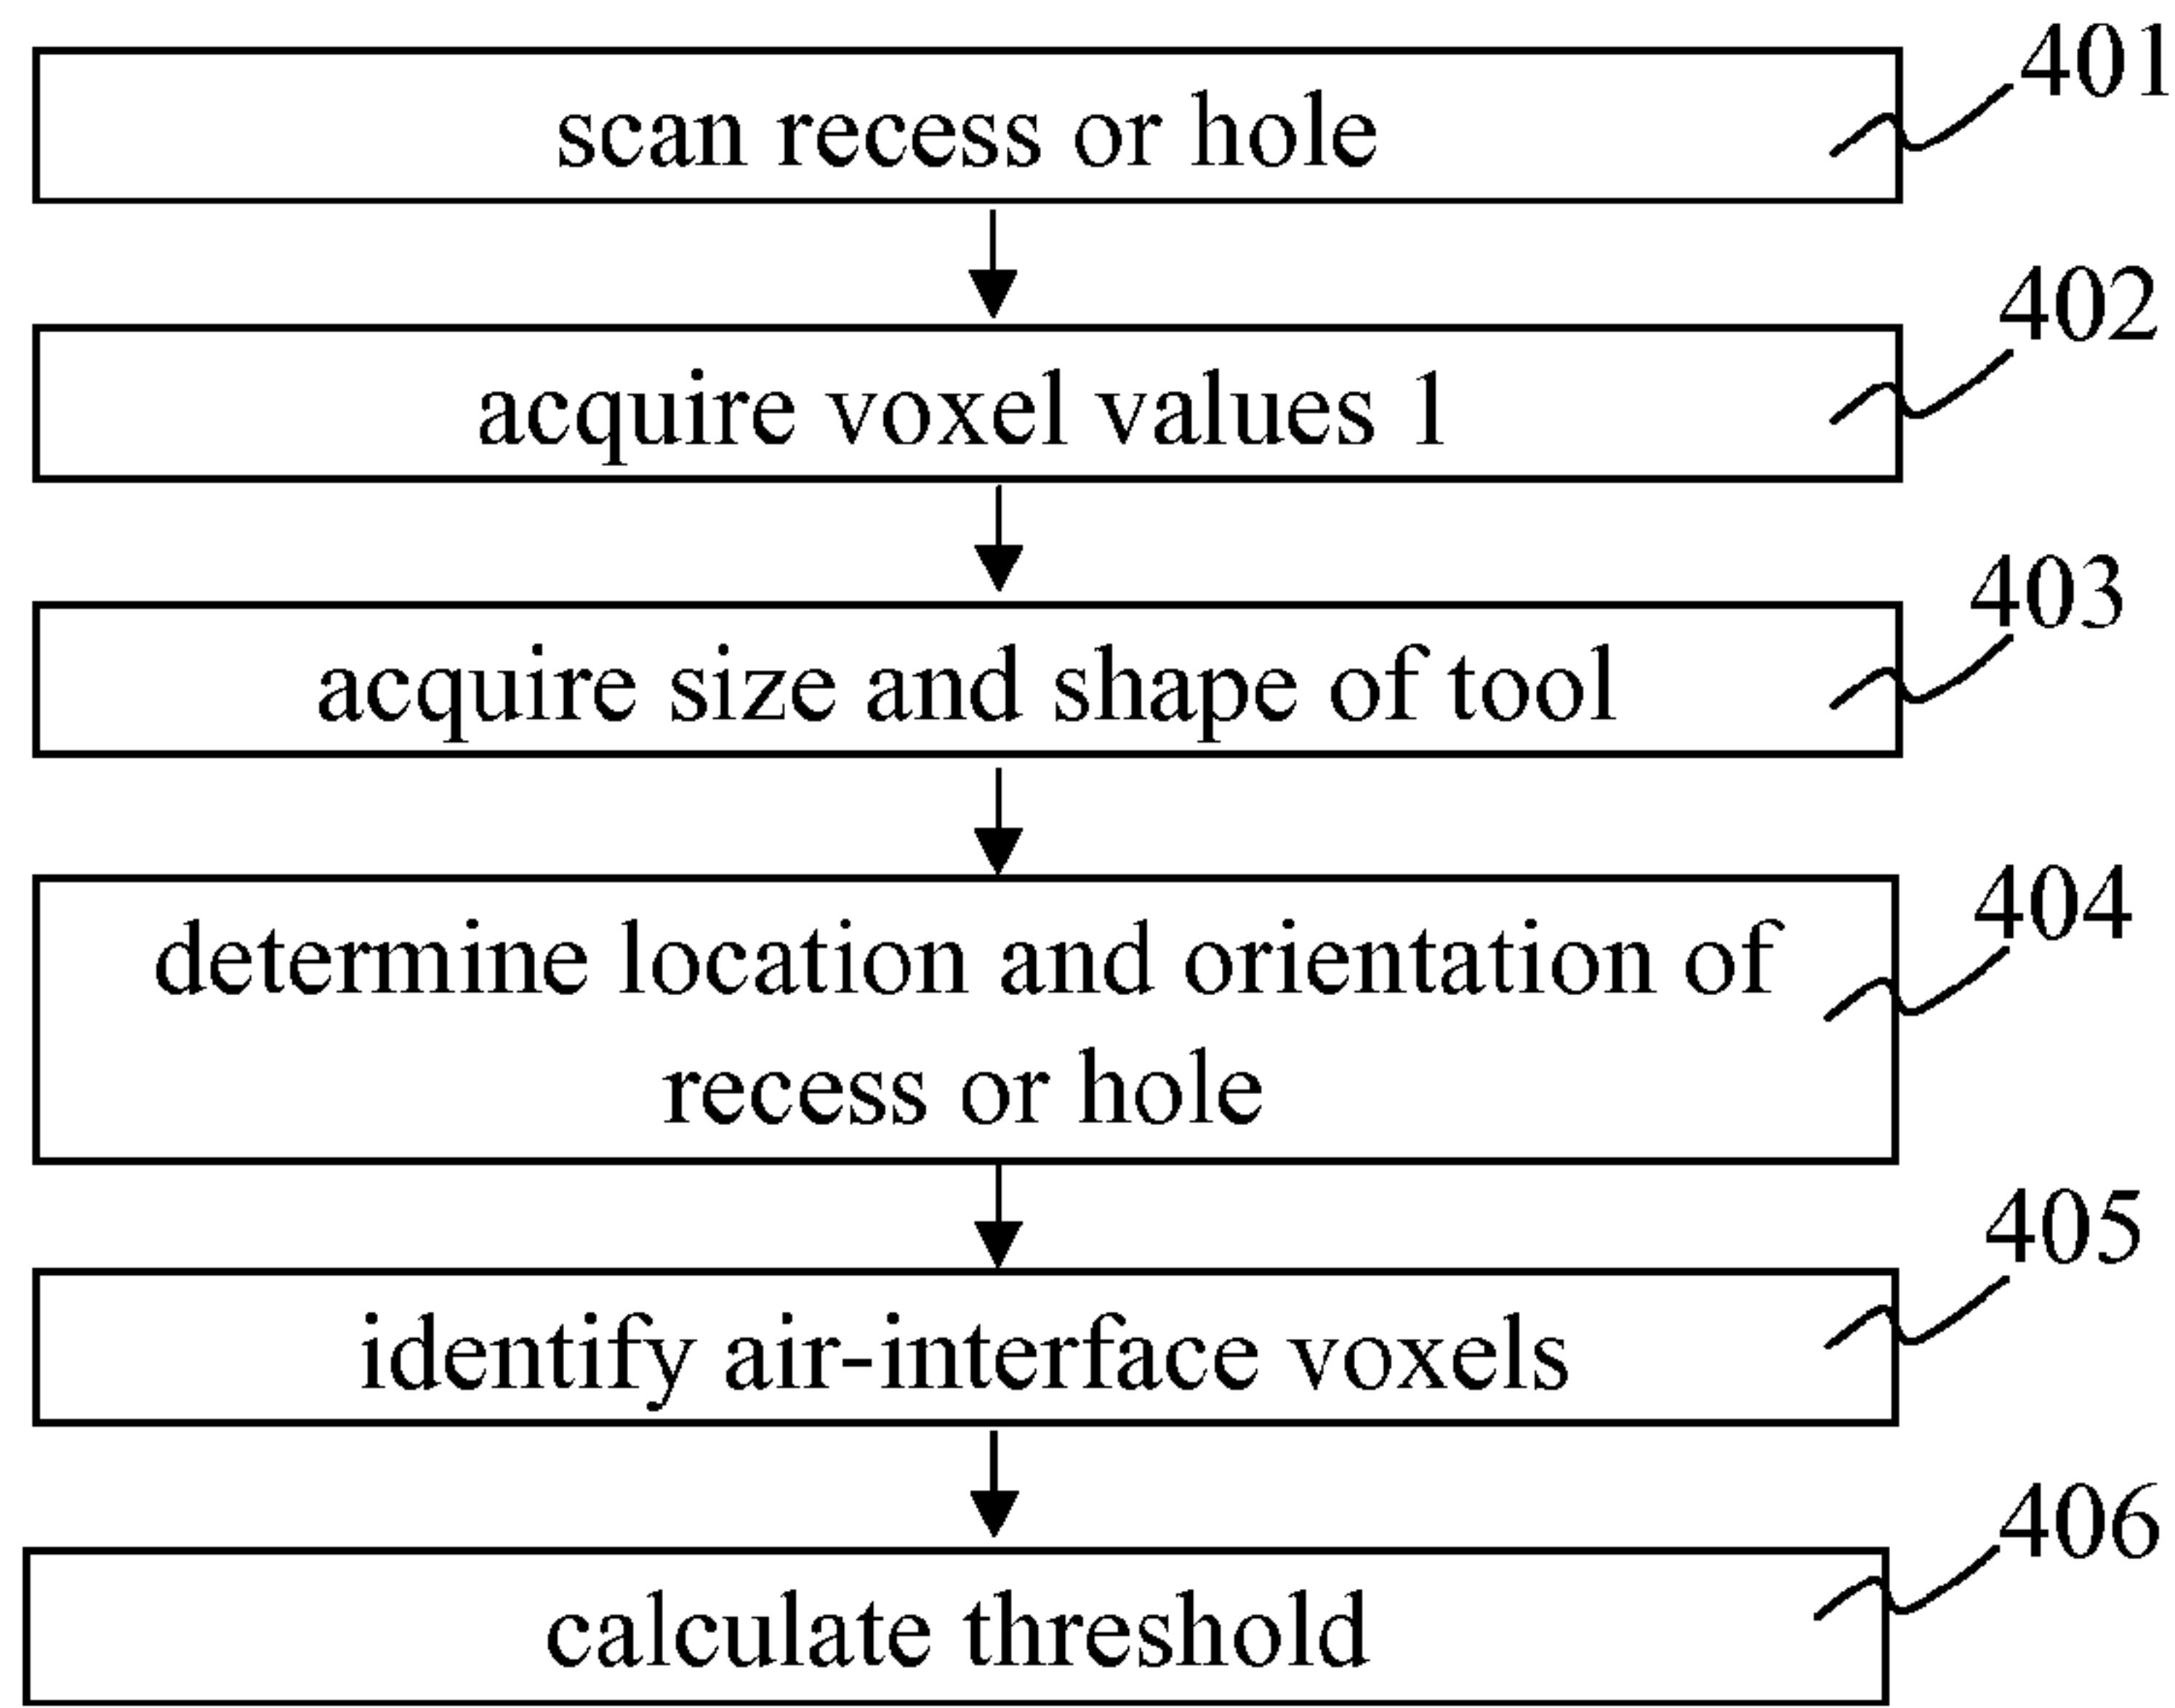 scan recess or hole
401
acquire voxel values 1
402
acquire size and shape of tool
403
determine location and orientation of
recess or hole
404
identify air-interface voxels
405
calculate threshold
406